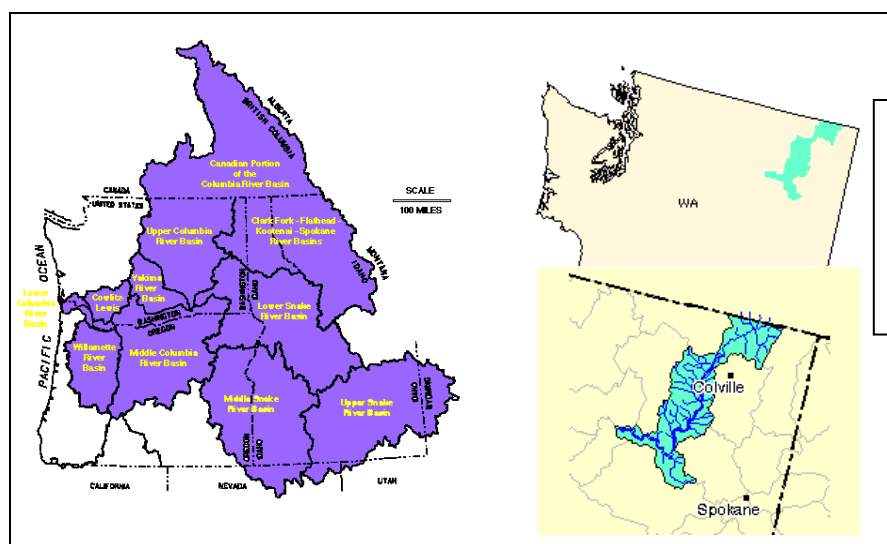 ALBERTA
BRITISH COLUMBIA
Canadian Portion
of the
Columbia River Basin
CANADA
UNITED STATES
SCALE
100 MILES
Upper Columbia
River Basin
Clark Fork -Flathead
Kootenai -Spokane
River Basins
MONTANA
IDAHO
PACIFIC OCEAN
Lower
Columbia
River
Basin
Cowlitz-
Lewis
Yakima
River
Basin
WASHINGTON
IDAHO
Lower Snake
River Basin
WASHINGTON
OREGON
Willamette
River
Basin
Middle Columbia
River Basin
Middle Snake
River Basin
Upper Snake
River Basin
IDAHO
WYOMING
OREGON
IDAHO
CALIFORNIA
NEVADA
UTAH
WA
Colville
Spokane